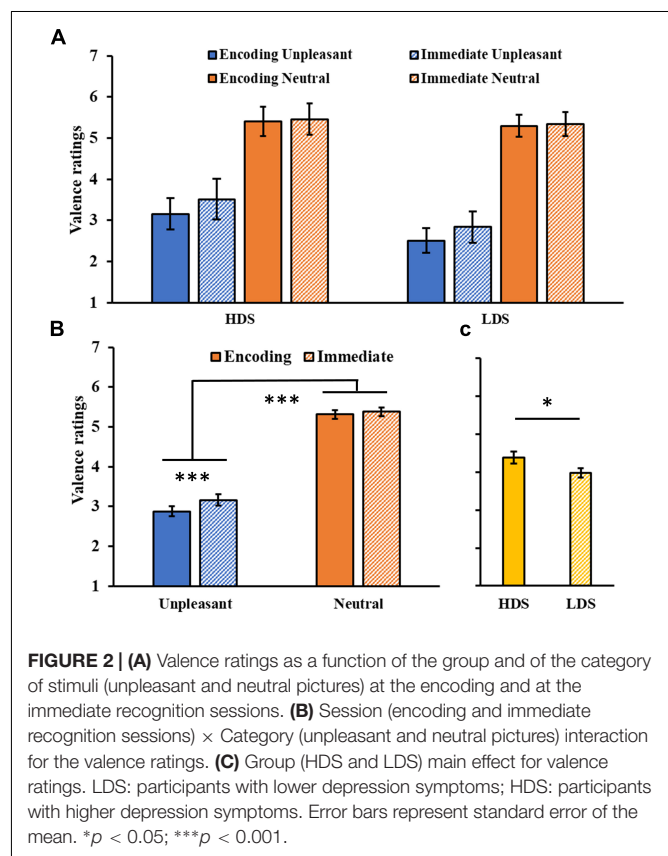 A
Encoding Unpleasant
Immediate Unpleasant
Encoding Neutral
Immediate Neutral
Valence ratings
7
6
5
4
3
2
1
HDS
LDS
B
Encoding
Immediate
Valence ratings
7
6
5
4
3
2
1
***
***
Unpleasant
Neutral
c
*
HDS
LDS
FIGURE 2 | (A) Valence ratings as a function of the group and of the category
of stimuli (unpleasant and neutral pictures) at the encoding and at the
immediate recognition sessions. (B) Session (encoding and immediate
recognition sessions) × Category (unpleasant and neutral pictures) interaction
for the valence ratings. (C) Group (HDS and LDS) main effect for valence
ratings. LDS: participants with lower depression symptoms; HDS: participants
with higher depression symptoms. Error bars represent standard error of the
mean. *p < 0.05; ***p < 0.001.